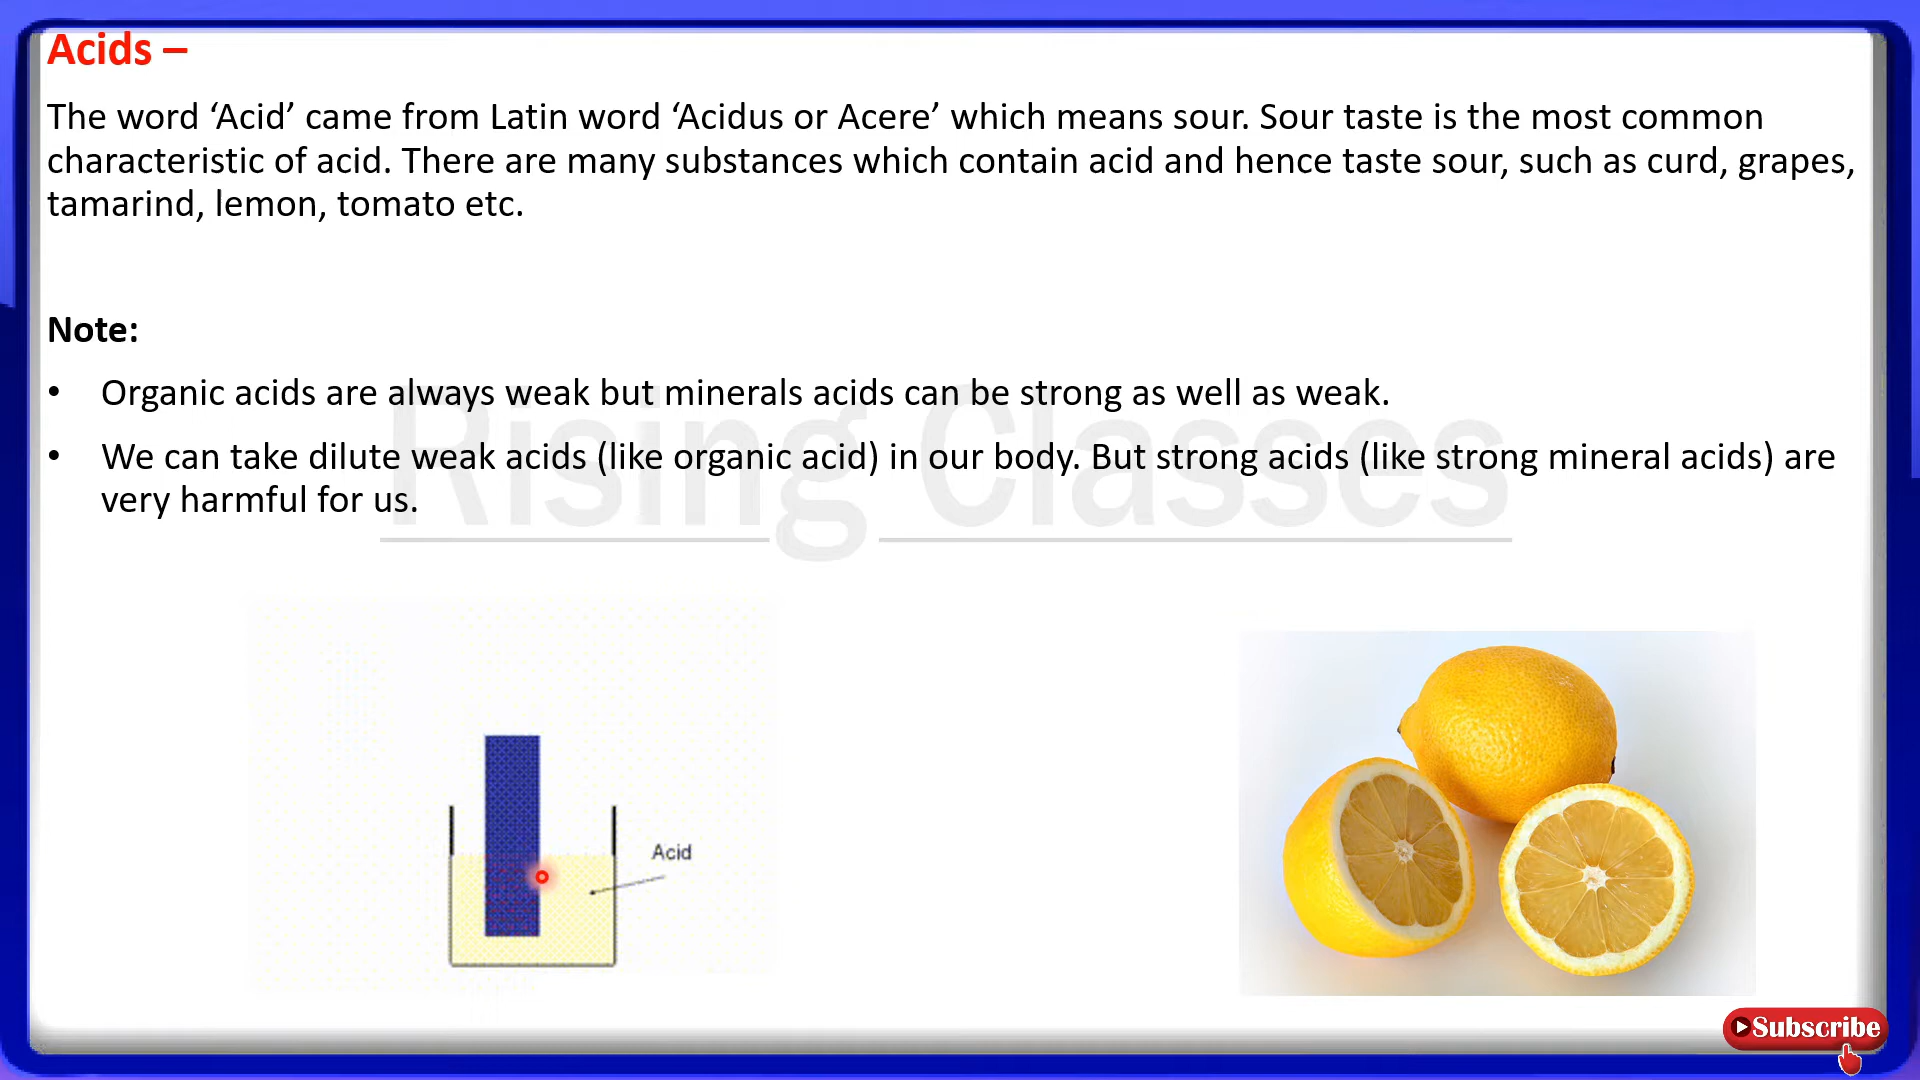 Acids –
The word ‘Acid’ came from Latin word ‘Acidus or Acere’ which means sour. Sour taste is the most common
characteristic of acid. There are many substances which contain acid and hence taste sour, such as curd, grapes,
tamarind, lemon, tomato etc.
Note:
• Organic acids are always weak but minerals acids can be strong as well as weak.
• We can take dilute weak acids (like organic acid) in our body. But strong acids (like strong mineral acids) are
very harmful for us.
Rising Classes
Acid
Subscribe